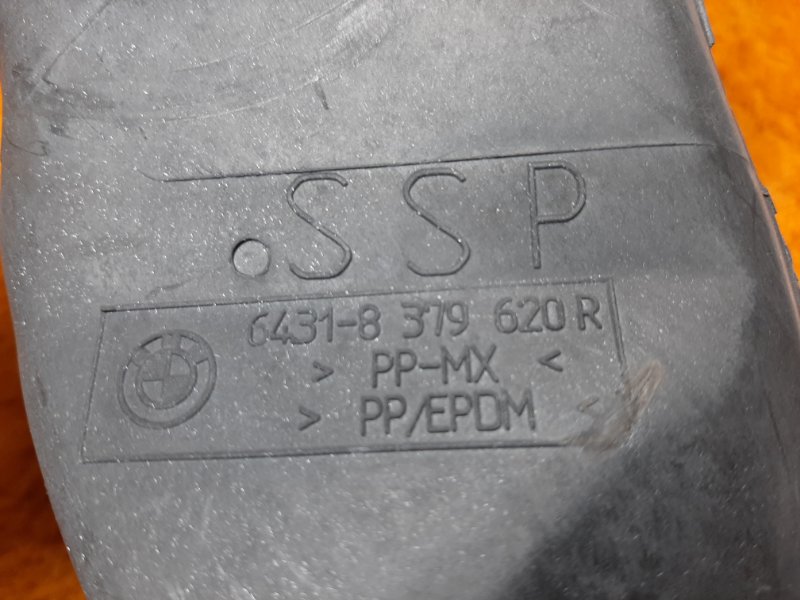 .SSP
6431-8 379 620 R
> PP-MX <
> PP/EPDM <